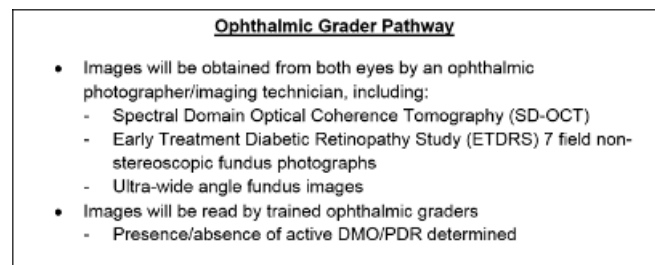 Ophthalmic Grader Pathway
• Images will be obtained from both eyes by an ophthalmic
photographer/imaging technician, including:
- Spectral Domain Optical Coherence Tomography (SD-OCT)
- Early Treatment Diabetic Retinopathy Study (ETDRS) 7 field non-
stereoscopic fundus photographs
- Ultra-wide angle fundus images
• Images will be read by trained ophthalmic graders
- Presence/absence of active DMO/PDR determined